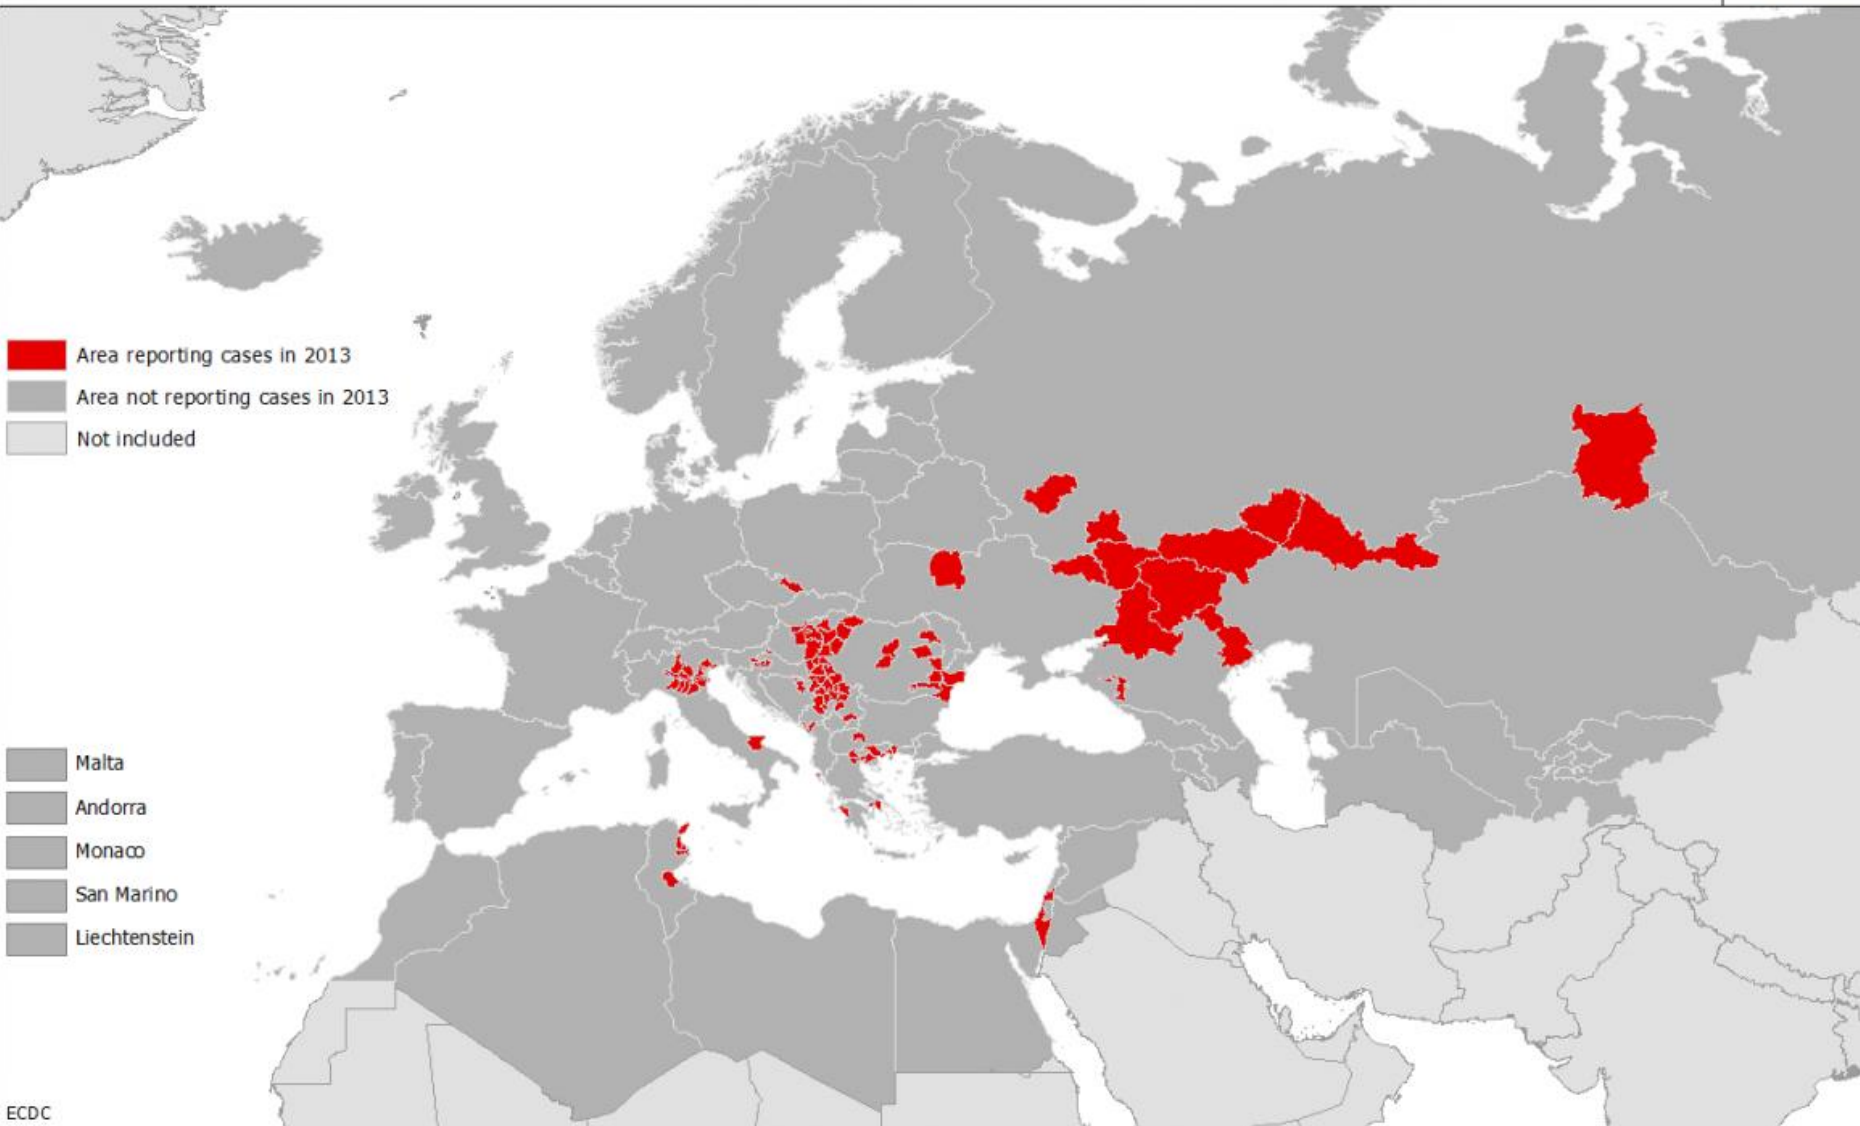 Area reporting cases in 2013
Area not reporting cases in 2013
Not included
Malta
Andorra
Monaco
San Marino
Liechtenstein
ECDC